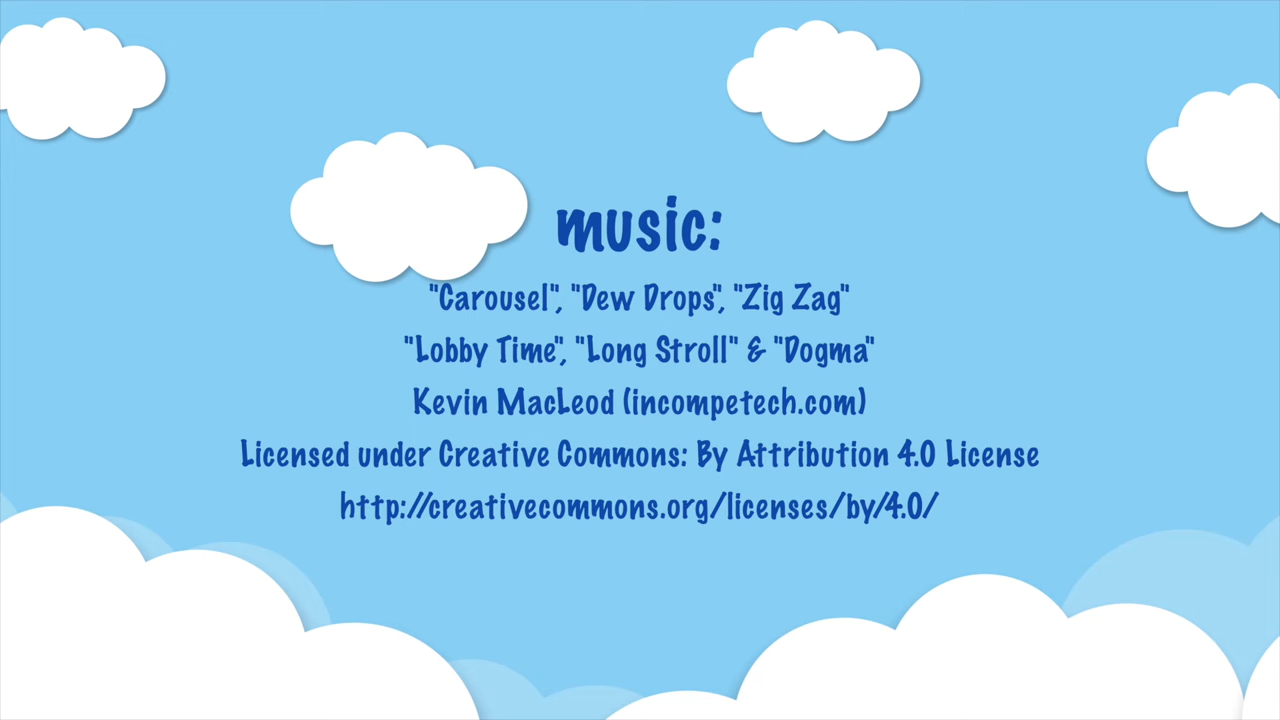 music:
"Carousel", "Dew Drops", "Zig Zag"
"Lobby Time", "Long Stroll" & "Dogma"
Kevin MacLeod (incompetech.com)
Licensed under Creative Commons: By Attribution 4.0 License
http://creativecommons.org/licenses/by/4.0/